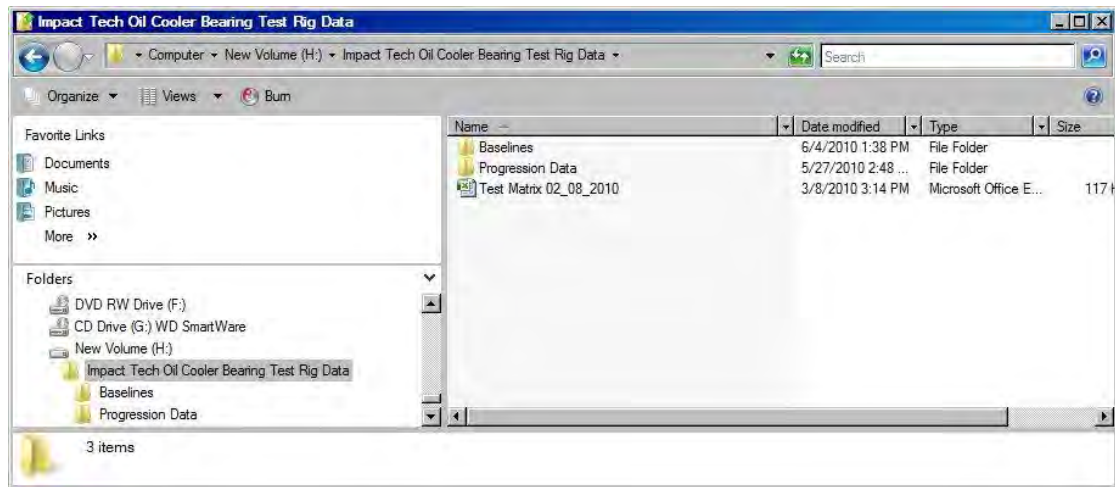 Impact Tech Oil Cooler Bearing Test Rig Data
Computer New Volume (H:) Impact Tech Oil Cooler Bearing Test Rig Data Search
Organize Views Burn
Favorite Links
Documents
Music
Pictures
More »
Folders
DVD RW Drive (F:)
CD Drive (G:) WD SmartWare
New Volume (H:)
Impact Tech Oil Cooler Bearing Test Rig Data
Baselines
Progression Data
Name Date modified Type Size
Baselines 6/4/2010 1:38 PM File Folder
Progression Data 5/27/2010 2:48 ... File Folder
Test Matrix 02_08_2010 3/8/2010 3:14 PM Microsoft Office E... 117
3 items